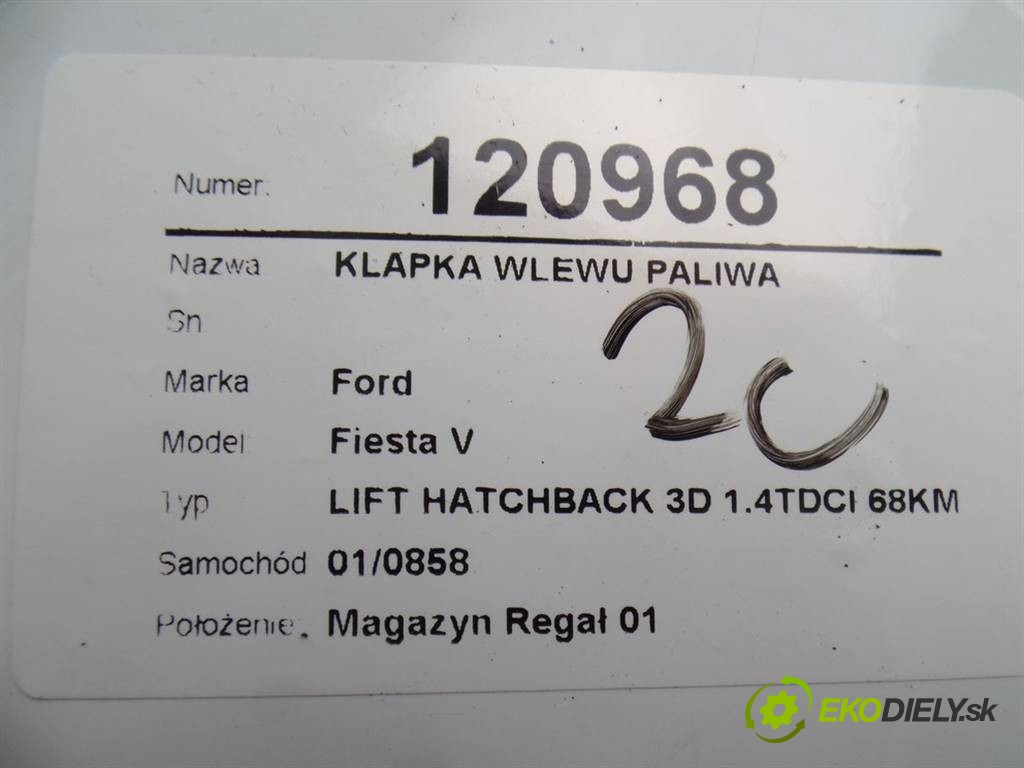 Numer: 120968
Nazwa KLAPKA WLEWU PALIWA
Sn
Marka Ford
Model Fiesta V
Typ LIFT HATCHBACK 3D 1.4TDCI 68KM
Samochód 01/0858
Położenie. Magazyn Regał 01
2C
EKODIELY.sk